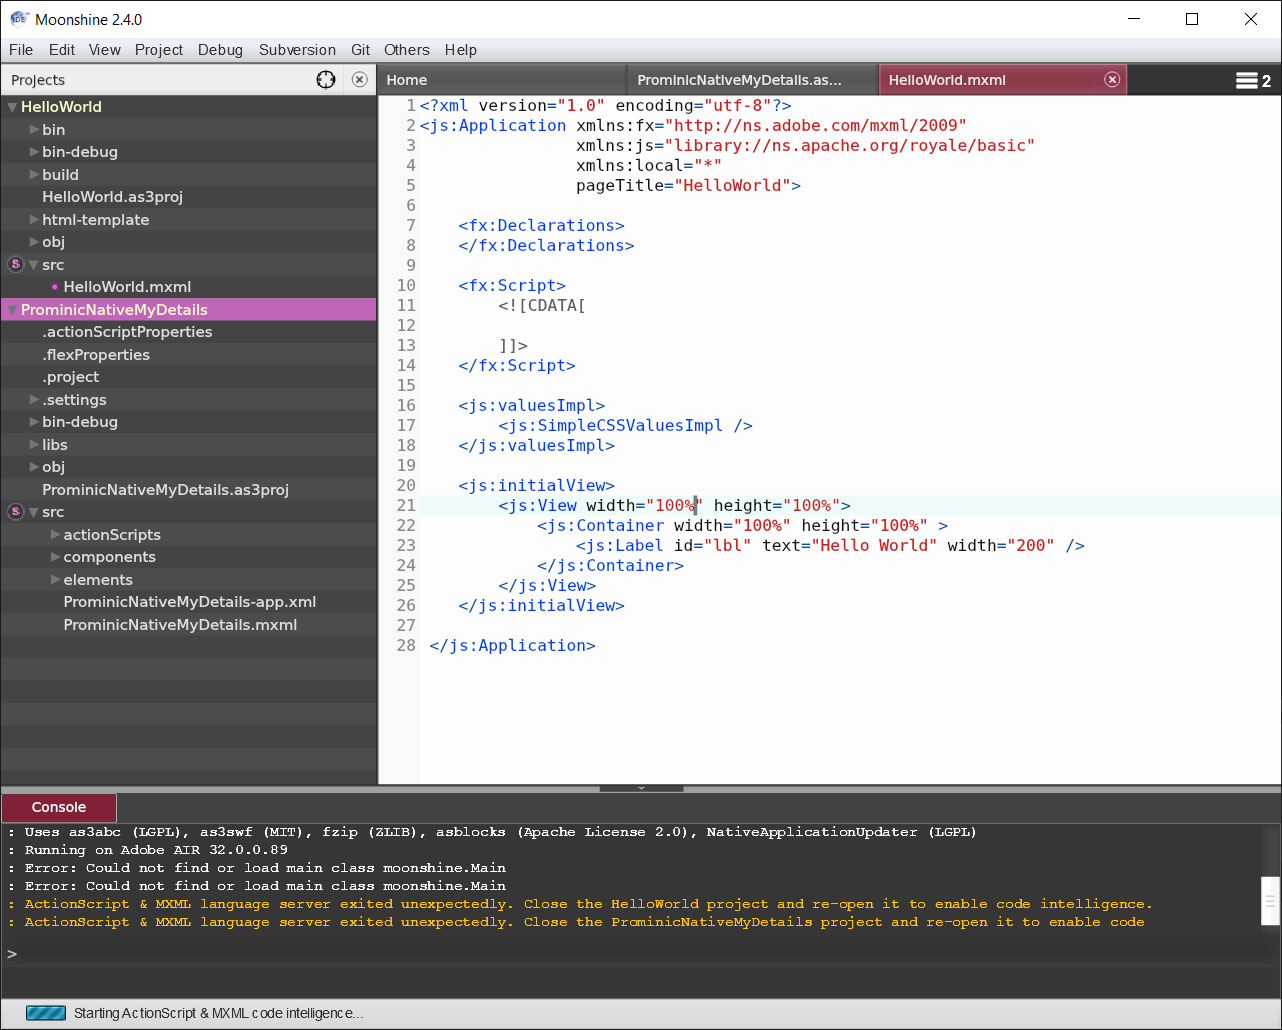 IDE Moonshine 2.4.0
File Edit View Project Debug Subversion Git Others Help
Projects
Home
ProminicNativeMyDetails.as...
HelloWorld.mxml
2
HelloWorld
bin
bin-debug
build
HelloWorld.as3proj
html-template
obj
S src
HelloWorld.mxml
ProminicNativeMyDetails
.actionScriptProperties
.flexProperties
.project
.settings
bin-debug
libs
obj
ProminicNativeMyDetails.as3proj
S src
actionScripts
components
elements
ProminicNativeMyDetails-app.xml
ProminicNativeMyDetails.mxml
1 <?xml version="1.0" encoding="utf-8"?>
2 <js:Application xmlns:fx="http://ns.adobe.com/mxml/2009"
3 xmlns:js="library://ns.apache.org/royale/basic"
4 xmlns:local="*"
5 pageTitle="HelloWorld">
6
7 <fx:Declarations>
8 </fx:Declarations>
9
10 <fx:Script>
11 <![CDATA[
12
13 ]]>
14 </fx:Script>
15
16 <js:valuesImpl>
17 <js:SimpleCSSValuesImpl />
18 </js:valuesImpl>
19
20 <js:initialView>
21 <js:View width="100%" height="100%">
22 <js:Container width="100%" height="100%" >
23 <js:Label id="lbl" text="Hello World" width="200" />
24 </js:Container>
25 </js:View>
26 </js:initialView>
27
28 </js:Application>
Console
: Uses as3abc (LGPL), as3swf (MIT), fzip (ZLIB), asblocks (Apache License 2.0), NativeApplicationUpdater (LGPL)
: Running on Adobe AIR 32.0.0.89
: Error: Could not find or load main class moonshine.Main
: Error: Could not find or load main class moonshine.Main
: ActionScript & MXML language server exited unexpectedly. Close the HelloWorld project and re-open it to enable code intelligence.
: ActionScript & MXML language server exited unexpectedly. Close the ProminicNativeMyDetails project and re-open it to enable code
>
Starting ActionScript & MXML code intelligence...